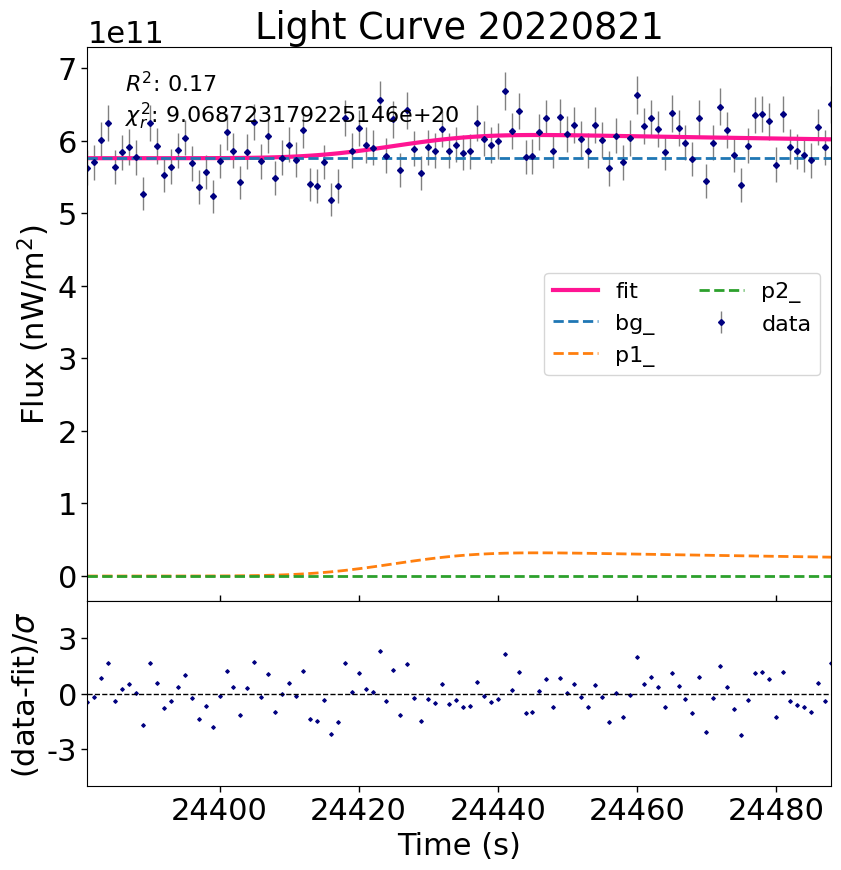 Light Curve 20220821
1e11
R²: 0.17
χ²ᵣ: 9.068723179225146e+20
7
6
5
4
3
2
1
0
Flux (nW/m²)
fit
bg_
p1_
p2_
data
3
0
-3
(data-fit)/σ
24400 24420 24440 24460 24480
Time (s)